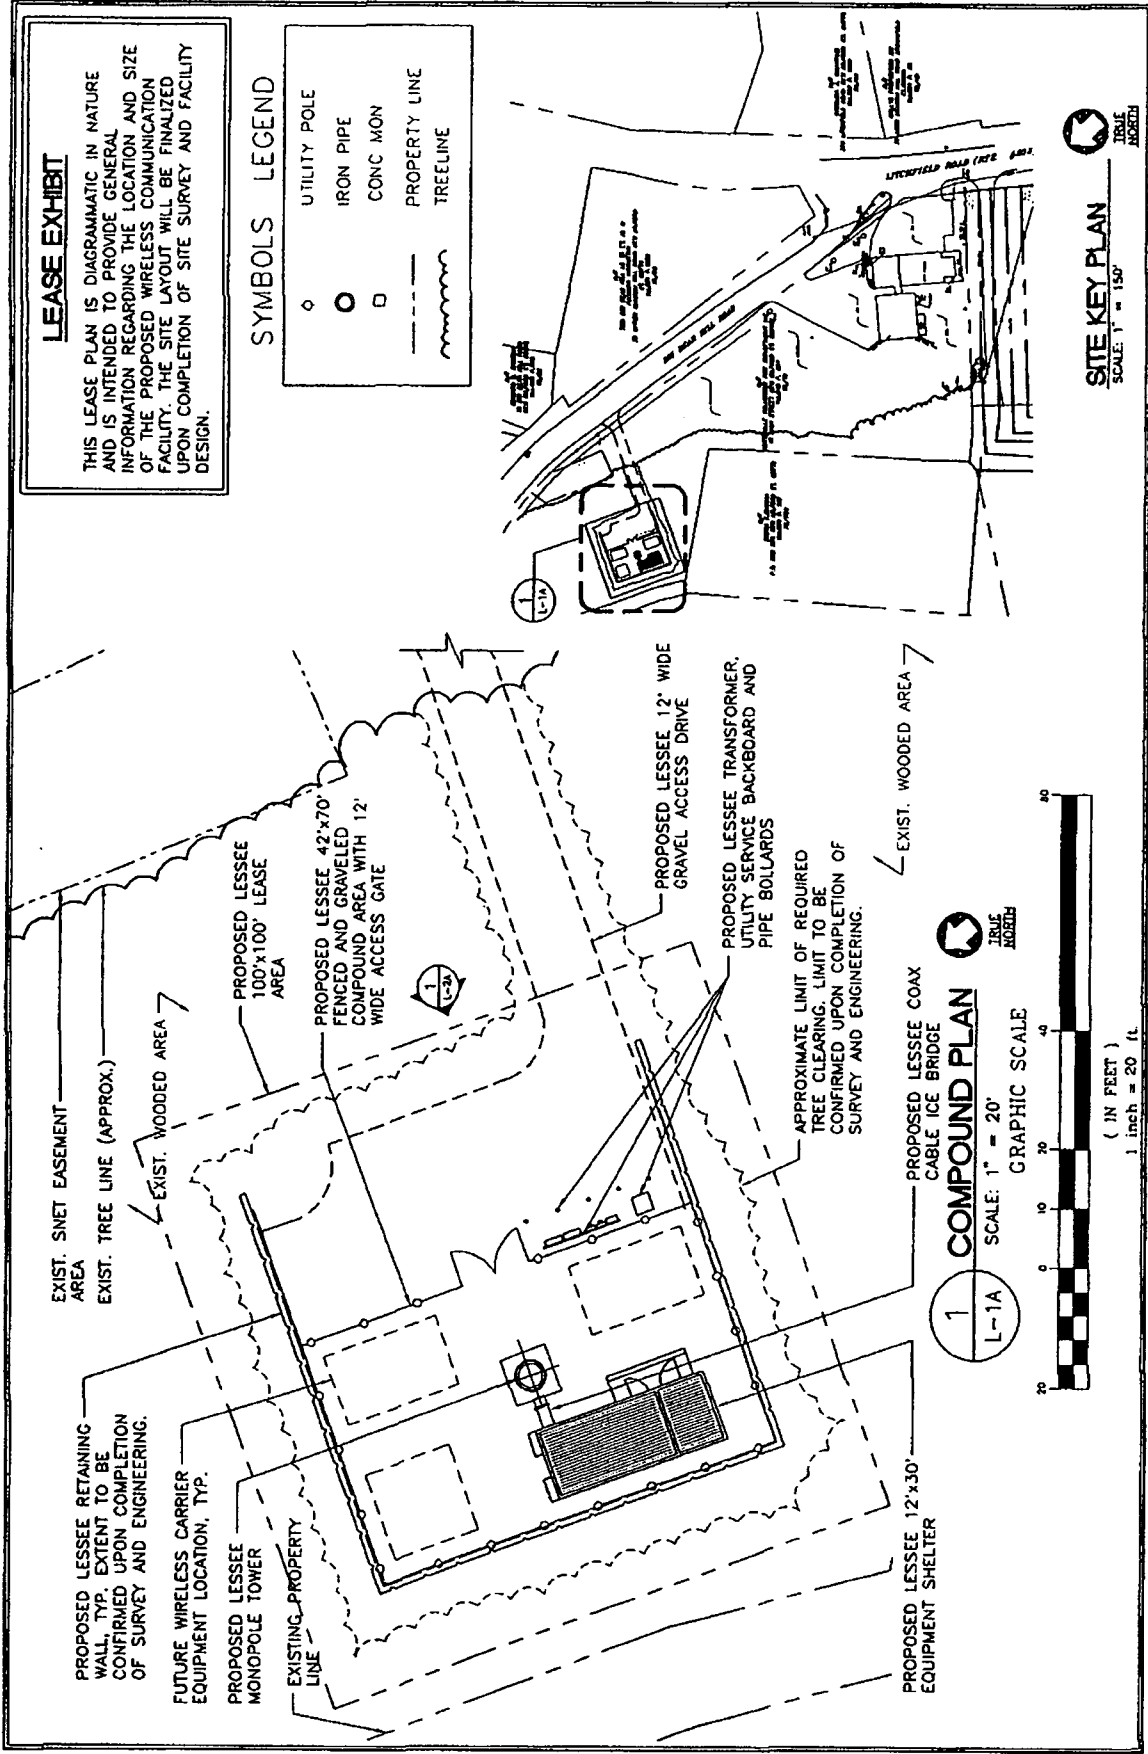 LEASE EXHIBIT
THIS LEASE PLAN IS DIAGRAMMATIC IN NATURE
AND IS INTENDED TO PROVIDE GENERAL
INFORMATION REGARDING THE LOCATION AND SIZE
OF THE PROPOSED WIRELESS COMMUNICATION
FACILITY. THE SITE LAYOUT WILL BE FINALIZED
UPON COMPLETION OF SITE SURVEY AND FACILITY
DESIGN.
SYMBOLS LEGEND
UTILITY POLE
IRON PIPE
CONC MON
PROPERTY LINE
TREELINE
EXIST. SNET EASEMENT
AREA
EXIST. TREE LINE (APPROX.)
EXIST. WOODED AREA
PROPOSED LESSEE
100'x100' LEASE
AREA
PROPOSED LESSEE 42'x70'
FENCED AND GRAVELED
COMPOUND AREA WITH 12'
WIDE ACCESS GATE
1
L-2A
PROPOSED LESSEE RETAINING
WALL, TYP. EXTENT TO BE
CONFIRMED UPON COMPLETION
OF SURVEY AND ENGINEERING.
FUTURE WIRELESS CARRIER
EQUIPMENT LOCATION, TYP.
PROPOSED LESSEE
MONOPOLE TOWER
EXISTING PROPERTY
LINE
PROPOSED LESSEE 12' WIDE
GRAVEL ACCESS DRIVE
PROPOSED LESSEE TRANSFORMER,
UTILITY SERVICE BACKBOARD AND
PIPE BOLLARDS
APPROXIMATE LIMIT OF REQUIRED
TREE CLEARING. LIMIT TO BE
CONFIRMED UPON COMPLETION OF
SURVEY AND ENGINEERING.
EXIST. WOODED AREA
PROPOSED LESSEE COAX
CABLE ICE BRIDGE
PROPOSED LESSEE 12'x30'
EQUIPMENT SHELTER
1
L-1A
COMPOUND PLAN
SCALE: 1" = 20'
TRUE
NORTH
GRAPHIC SCALE
20 0 10 20 40 80
( IN FEET )
1 inch = 20 ft.
1
L-1A
LITCHFIELD ROAD (RTE
SITE KEY PLAN
SCALE: 1" = 150'
TRUE
NORTH